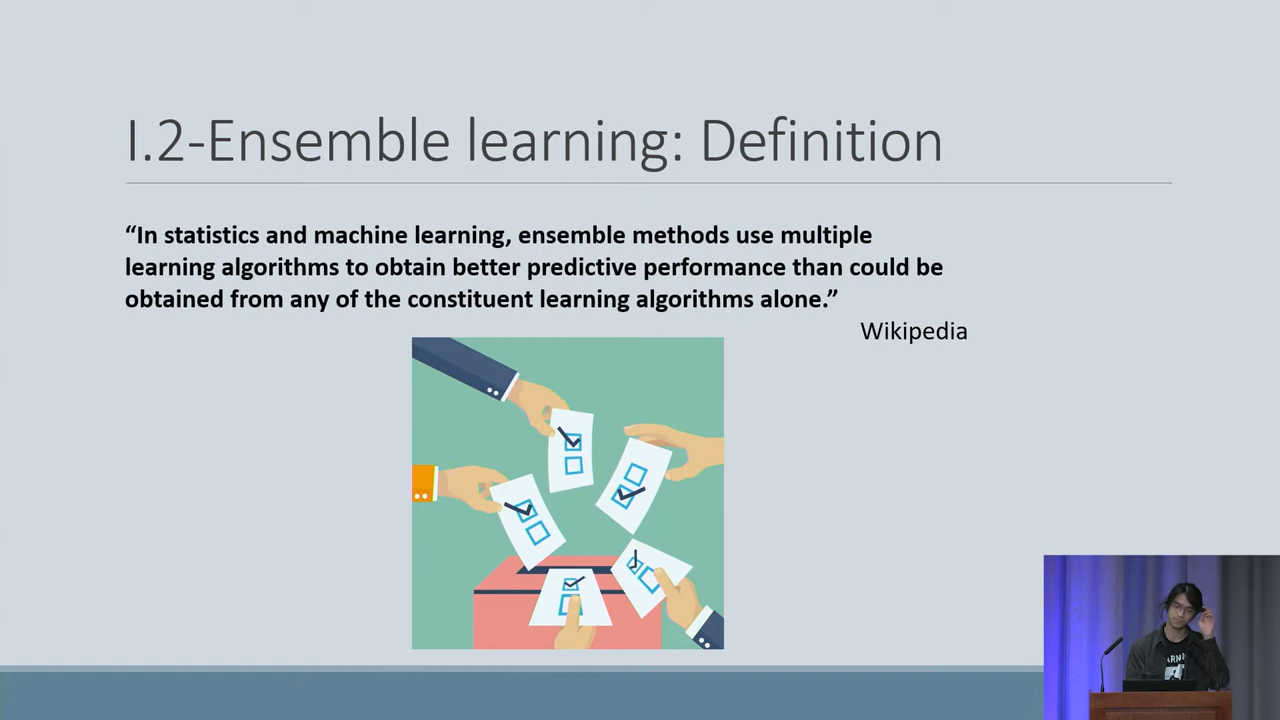 I.2-Ensemble learning: Definition
“In statistics and machine learning, ensemble methods use multiple
learning algorithms to obtain better predictive performance than could be
obtained from any of the constituent learning algorithms alone.”
Wikipedia